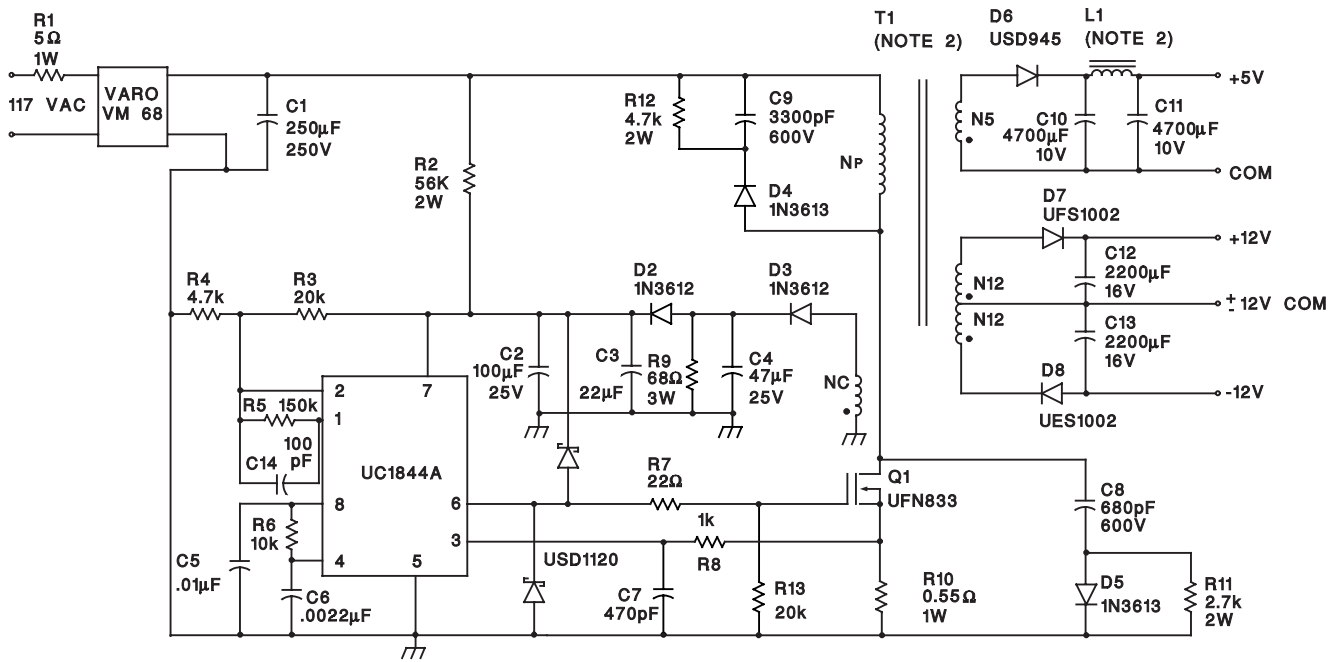 R1
5Ω
1W
117 VAC
VARO
VM 68
C1
250μF
250V
R2
56K
2W
R12
4.7k
2W
C9
3300pF
600V
D4
1N3613
T1
(NOTE 2)
NP
D6
USD945
L1
(NOTE 2)
N5
C10
4700μF
10V
C11
4700μF
10V
+5V
COM
D7
UFS1002
+12V
N12
N12
C12
2200μF
16V
+
- 12V COM
C13
2200μF
16V
D8
UES1002
-12V
R4
4.7k
R3
20k
D2
1N3612
D3
1N3612
C2
100μF
25V
C3
22μF
R9
68Ω
3W
C4
47μF
25V
NC
2
7
R5 150k
1
100
pF
C14
UC1844A
8
6
R6
10k
3
4
5
C5
.01μF
C6
.0022μF
R7
22Ω
1k
R8
USD1120
C7
470pF
R13
20k
Q1
UFN833
R10
0.55Ω
1W
C8
680pF
600V
D5
1N3613
R11
2.7k
2W